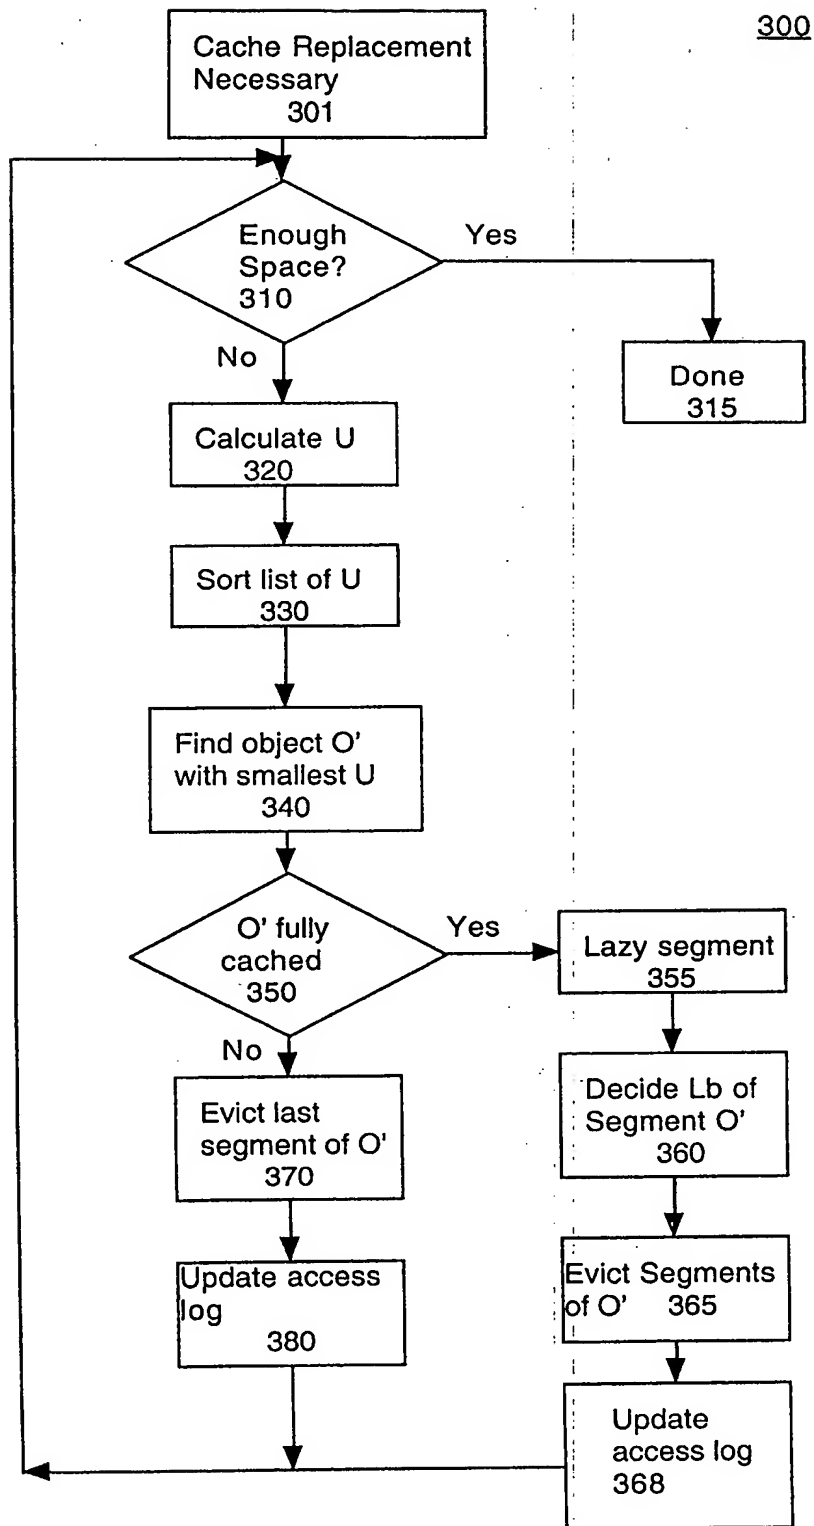 300
Cache Replacement
Necessary
301
Enough
Space?
310
Yes
No
Done
315
Calculate U
320
Sort list of U
330
Find object O'
with smallest U
340
O' fully
cached
350
Yes
No
Lazy segment
355
Decide Lb of
Segment O'
360
Evict last
segment of O'
370
Evict Segments
of O' 365
Update access
log
380
Update
access log
368